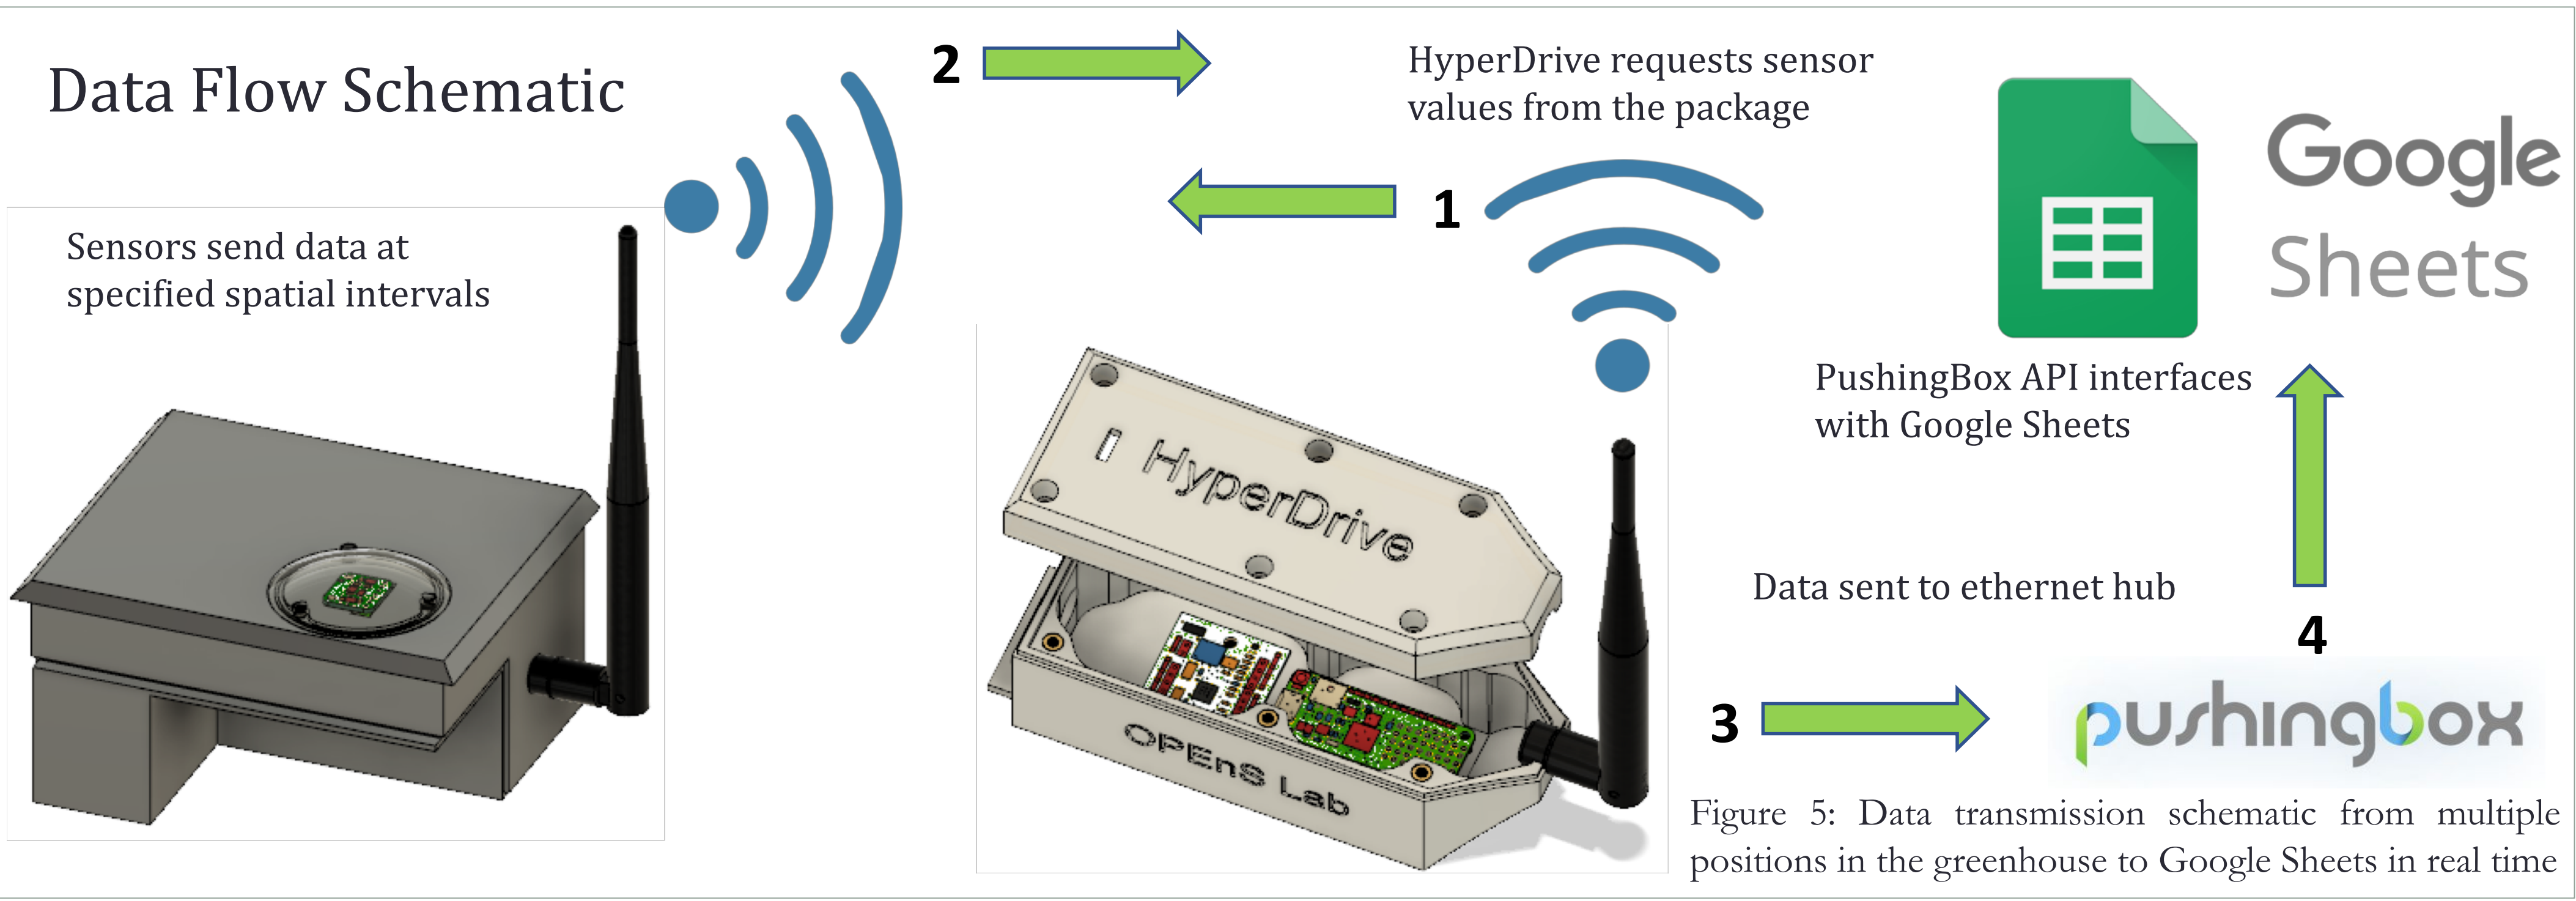 Data Flow Schematic
2
HyperDrive requests sensor
values from the package
1
Sensors send data at
specified spatial intervals
Google
Sheets
PushingBox API interfaces
with Google Sheets
HyperDrive
OPEnS Lab
Data sent to ethernet hub
4
3
pushingbox
Figure 5: Data transmission schematic from multiple
positions in the greenhouse to Google Sheets in real time